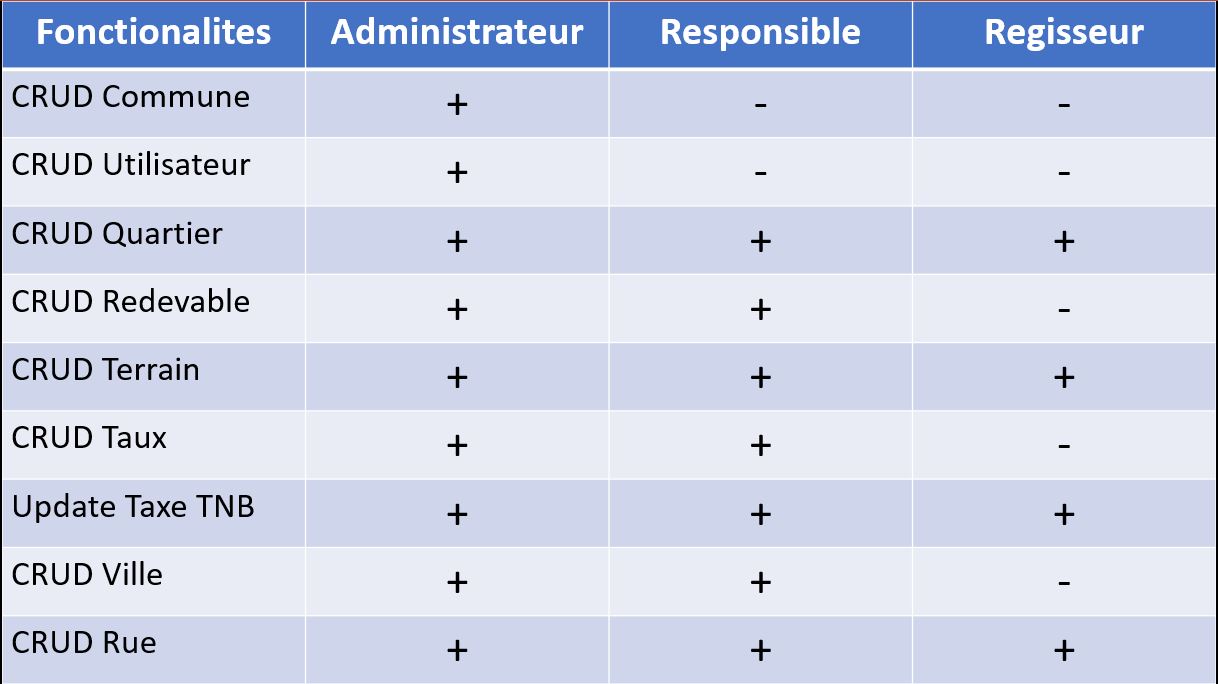 Fonctionalites Administrateur Responsible Regisseur
CRUD Commune + - -
CRUD Utilisateur + - -
CRUD Quartier + + +
CRUD Redevable + + -
CRUD Terrain + + +
CRUD Taux + + -
Update Taxe TNB + + +
CRUD Ville + + -
CRUD Rue + + +